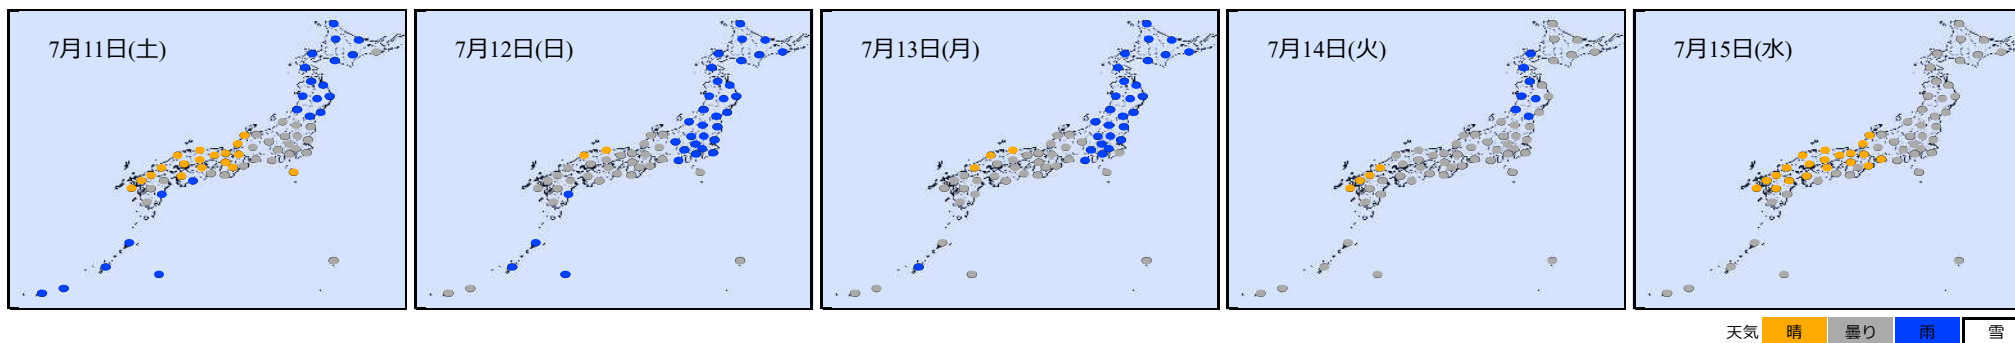 7月11日(土)
7月12日(日)
7月13日(月)
7月14日(火)
7月15日(水)
天気 晴 曇り 雨 雪